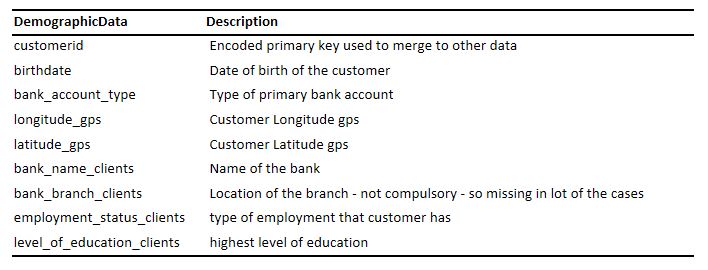 DemographicData Description
customerid Encoded primary key used to merge to other data
birthdate Date of birth of the customer
bank_account_type Type of primary bank account
longitude_gps Customer Longitude gps
latitude_gps Customer Latitude gps
bank_name_clients Name of the bank
bank_branch_clients Location of the branch - not compulsory - so missing in lot of the cases
employment_status_clients type of employment that customer has
level_of_education_clients highest level of education